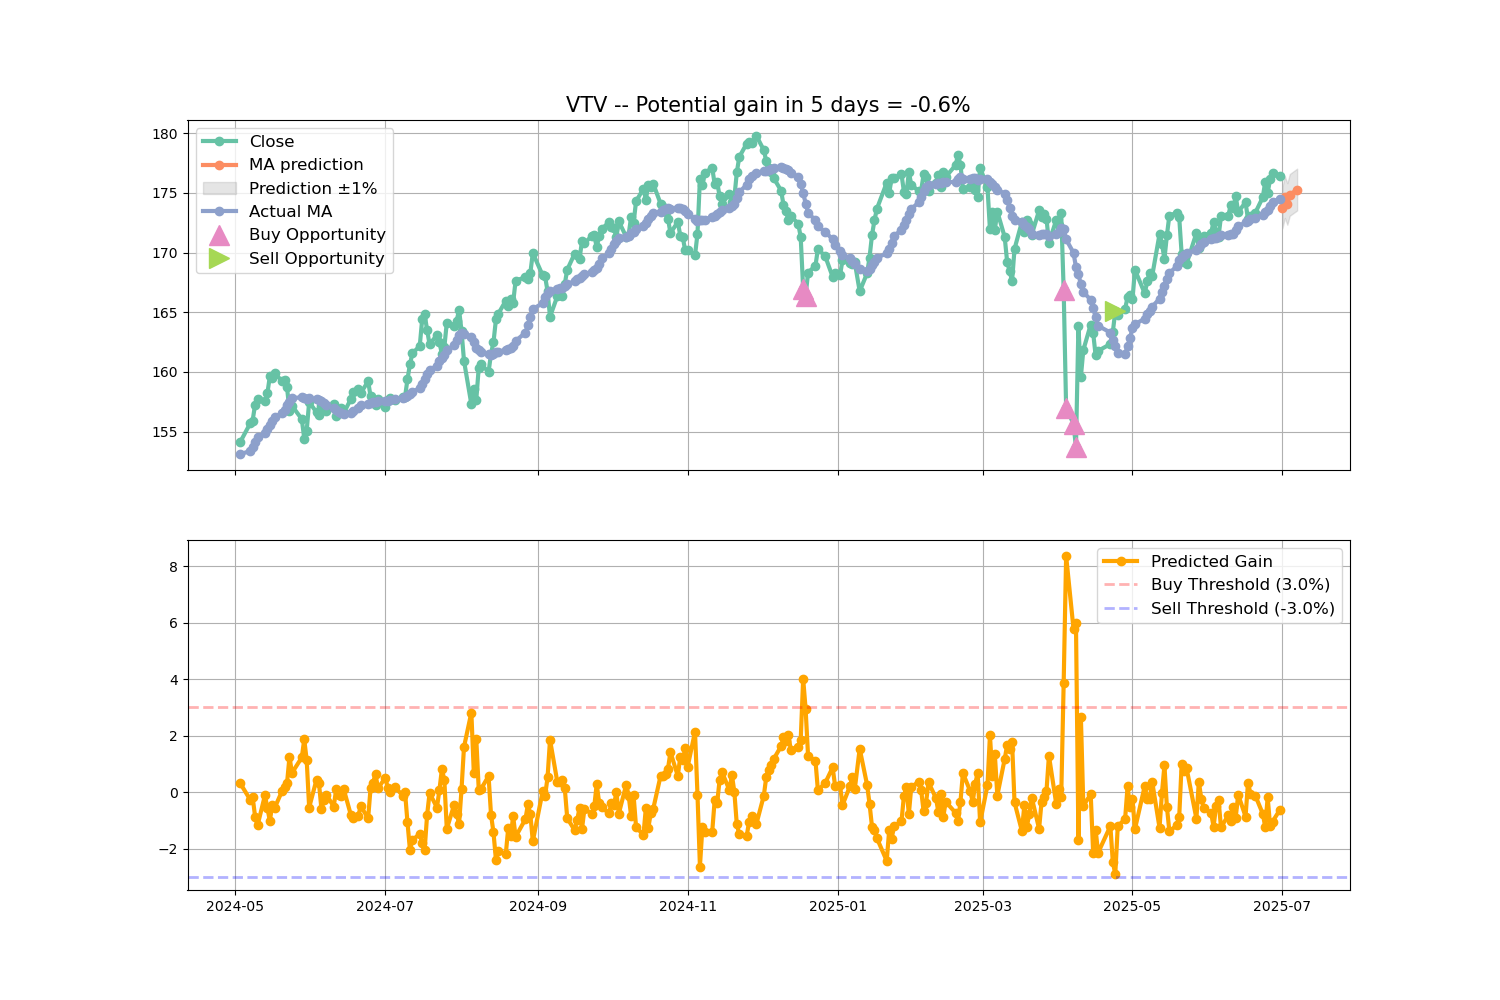 VTV -- Potential gain in 5 days = -0.6%
180
175
170
165
160
155
Close
MA prediction
Prediction ±1%
Actual MA
Buy Opportunity
Sell Opportunity
8
6
4
2
0
−2
Predicted Gain
Buy Threshold (3.0%)
Sell Threshold (-3.0%)
2024-05
2024-07
2024-09
2024-11
2025-01
2025-03
2025-05
2025-07